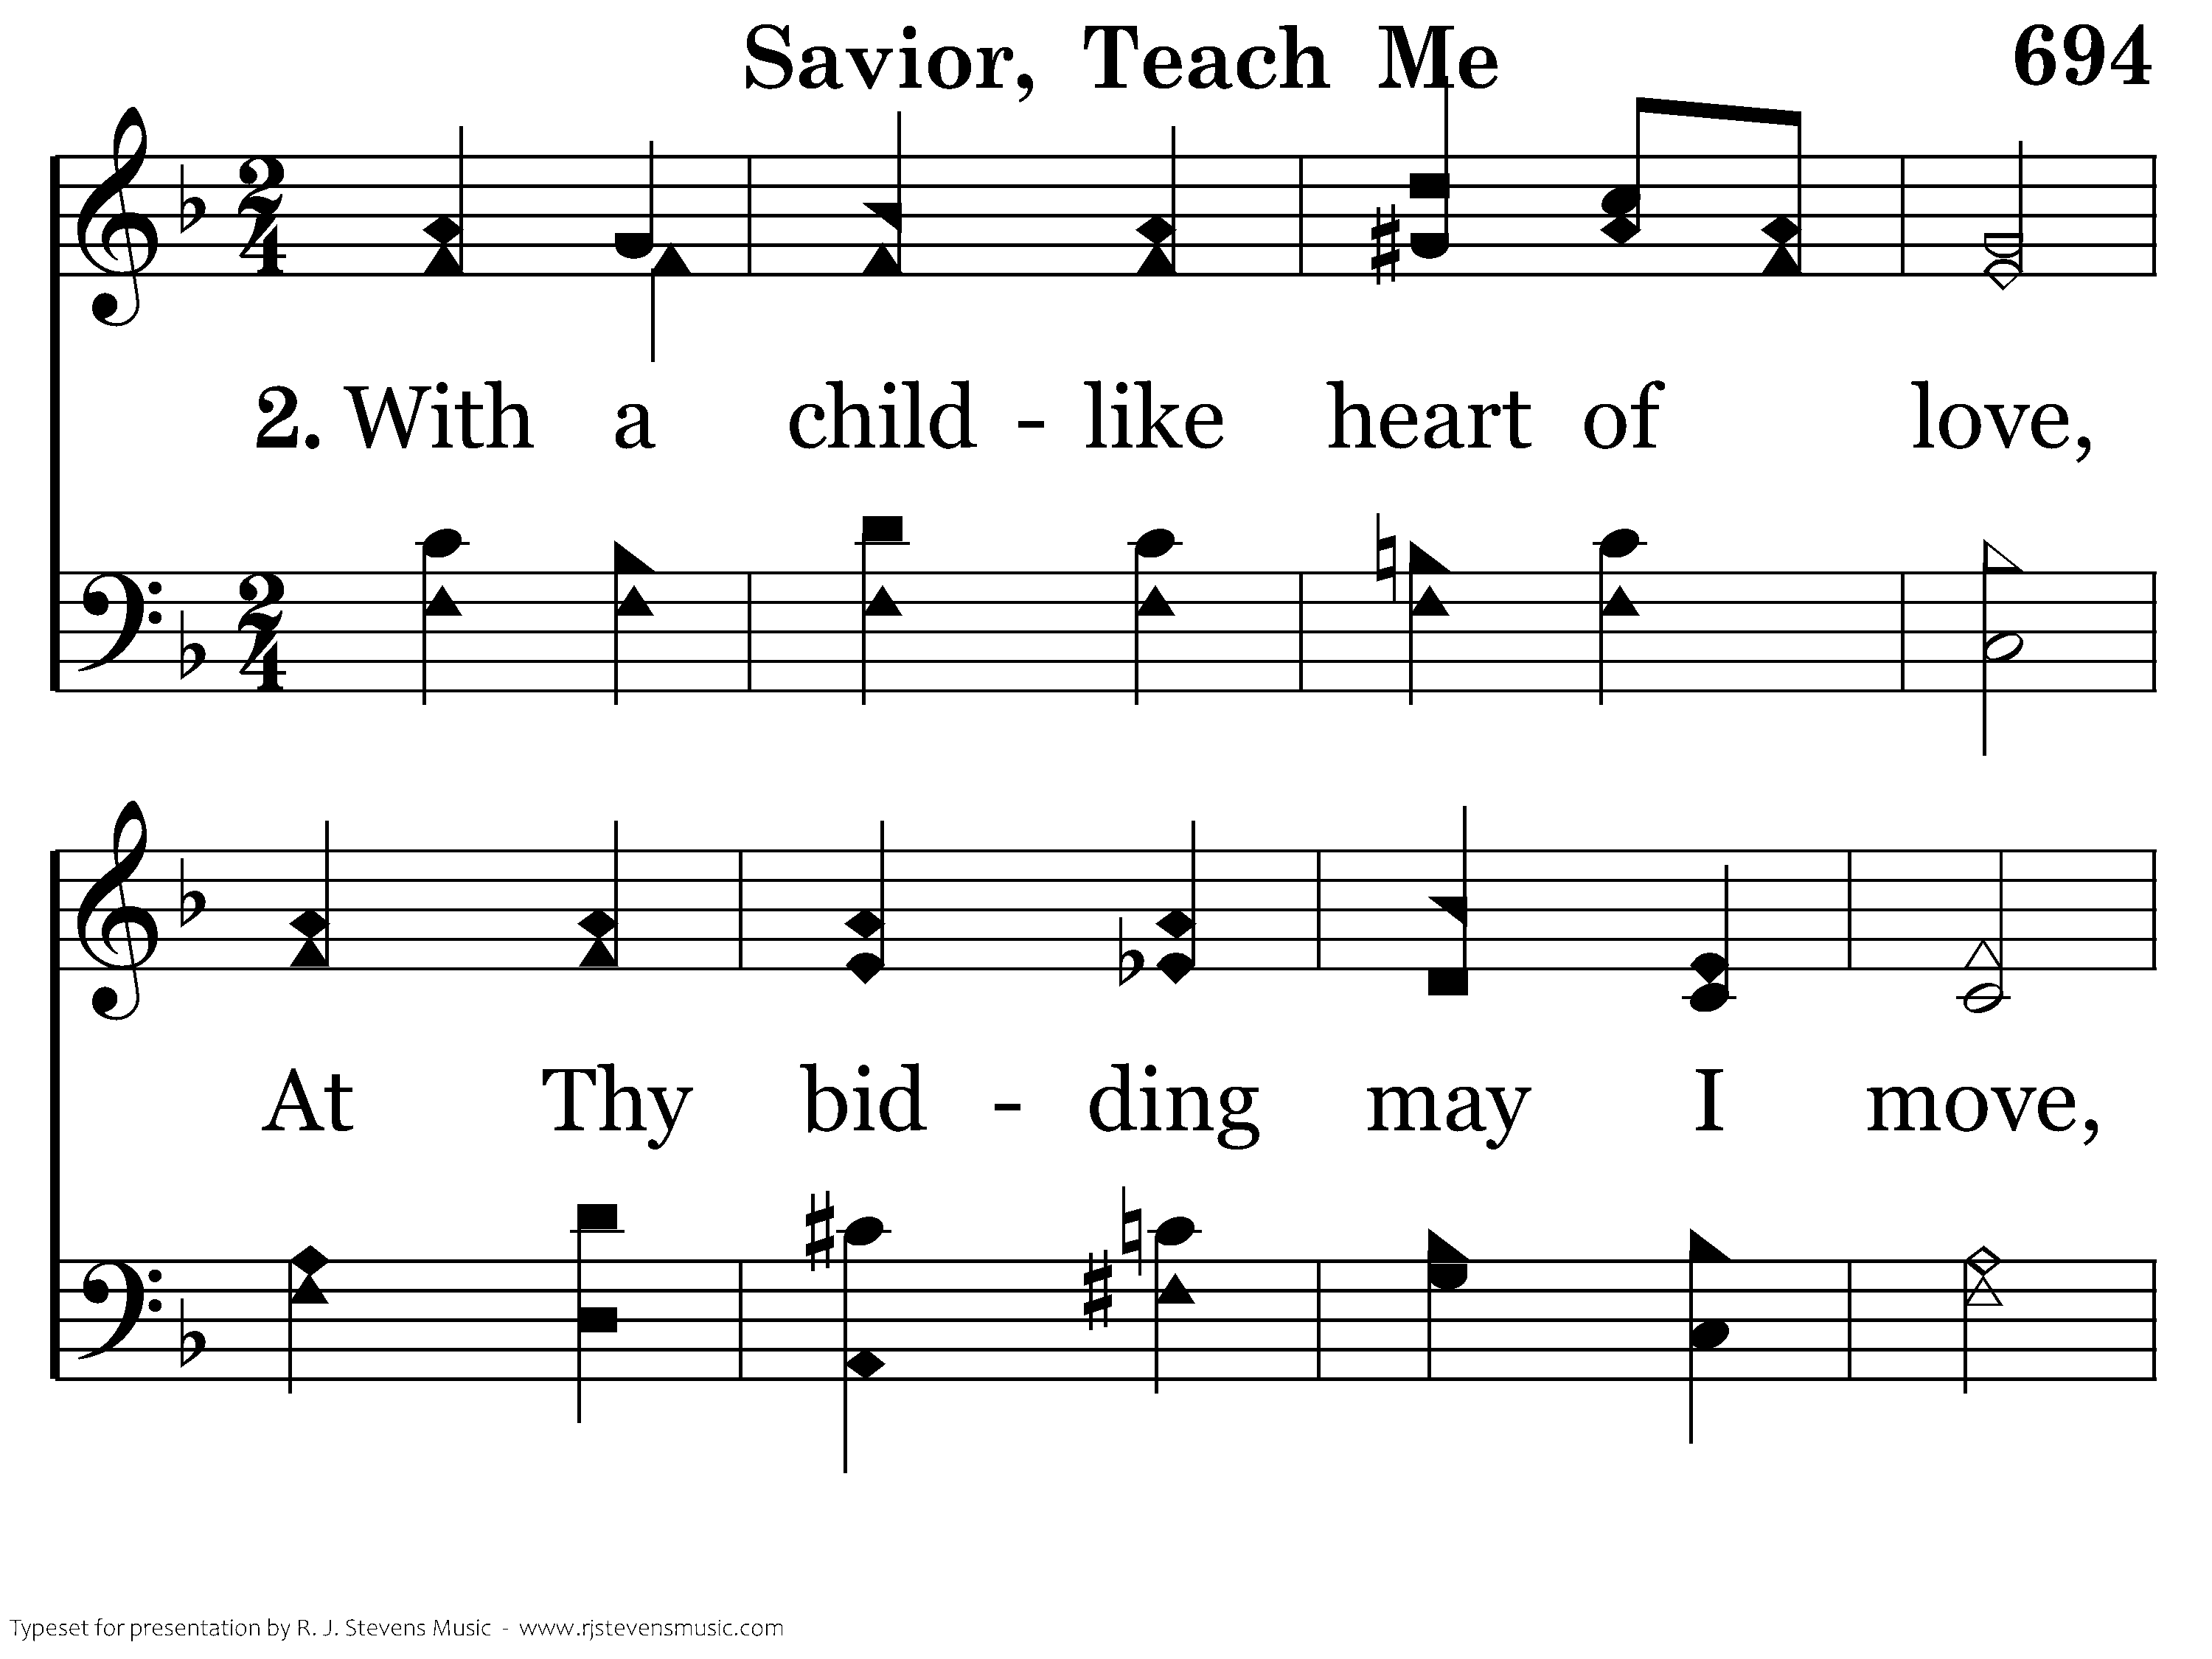 Savior, Teach Me 694
2. With a child - like heart of love,
At Thy bid - ding may I move,
Typeset for presentation by R. J. Stevens Music - www.rjstevensmusic.com